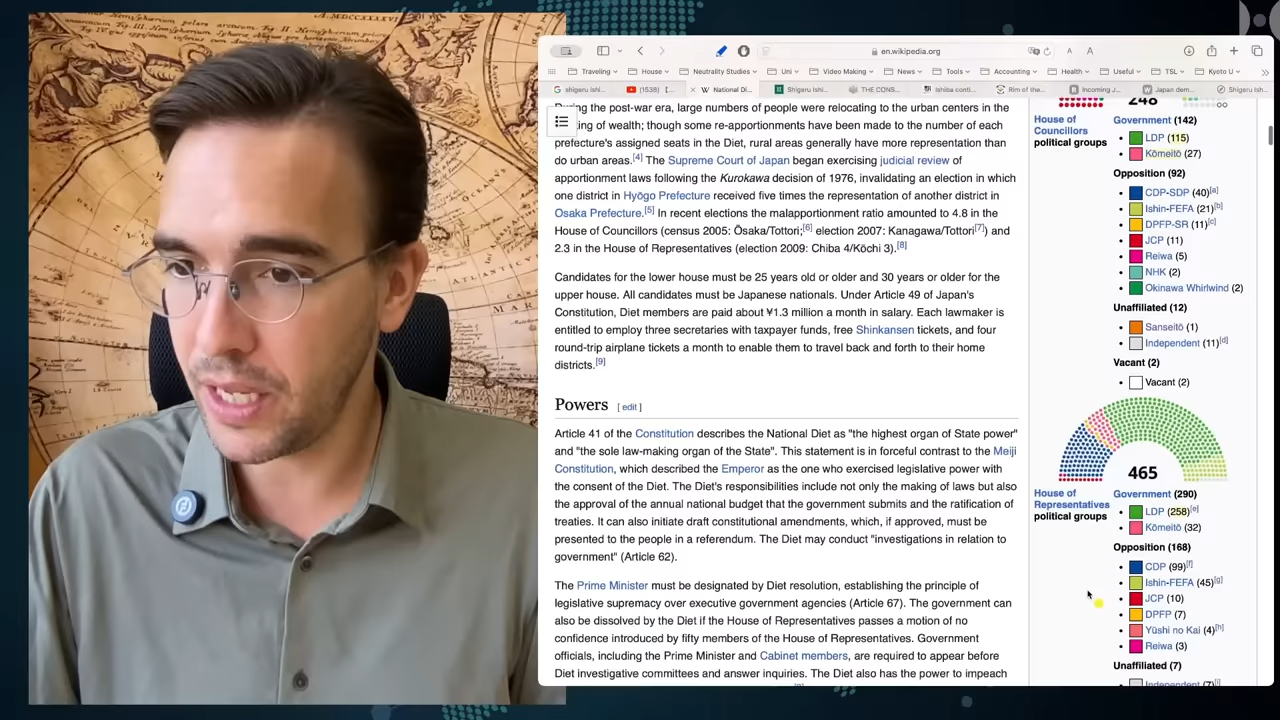 A.D.MDCCXXXVI.
en.wikipedia.org
A A
Traveling House Neutrality Studies Uni Video Making News Tools Accounting Health Useful TSL Kyoto U
shigeru ishi... (1538) [... National Di... Shigeru Ishi... THE CONS... Ishiba conti... Rim of the... Incoming J... Japan dem... Shigeru Ish...
During the post-war era, large numbers of people were relocating to the urban centers in the
ing of wealth; though some re-apportionments have been made to the number of each
prefecture's assigned seats in the Diet, rural areas generally have more representation than
do urban areas.[4] The Supreme Court of Japan began exercising judicial review of
apportionment laws following the Kurokawa decision of 1976, invalidating an election in which
one district in Hyōgo Prefecture received five times the representation of another district in
Osaka Prefecture.[5] In recent elections the malapportionment ratio amounted to 4.8 in the
House of Councillors (census 2005: Ōsaka/Tottori;[6] election 2007: Kanagawa/Tottori[7]) and
2.3 in the House of Representatives (election 2009: Chiba 4/Kōchi 3).[8]
Candidates for the lower house must be 25 years old or older and 30 years or older for the
upper house. All candidates must be Japanese nationals. Under Article 49 of Japan's
Constitution, Diet members are paid about ¥1.3 million a month in salary. Each lawmaker is
entitled to employ three secretaries with taxpayer funds, free Shinkansen tickets, and four
round-trip airplane tickets a month to enable them to travel back and forth to their home
districts.[9]
Powers [ edit ]
Article 41 of the Constitution describes the National Diet as "the highest organ of State power"
and "the sole law-making organ of the State". This statement is in forceful contrast to the Meiji
Constitution, which described the Emperor as the one who exercised legislative power with
the consent of the Diet. The Diet's responsibilities include not only the making of laws but also
the approval of the annual national budget that the government submits and the ratification of
treaties. It can also initiate draft constitutional amendments, which, if approved, must be
presented to the people in a referendum. The Diet may conduct "investigations in relation to
government" (Article 62).
The Prime Minister must be designated by Diet resolution, establishing the principle of
legislative supremacy over executive government agencies (Article 67). The government can
also be dissolved by the Diet if the House of Representatives passes a motion of no
confidence introduced by fifty members of the House of Representatives. Government
officials, including the Prime Minister and Cabinet members, are required to appear before
Diet investigative committees and answer inquiries. The Diet also has the power to impeach
248
House of
Councillors
political groups
Government (142)
LDP (115)
Kōmeitō (27)
Opposition (92)
CDP-SDP (40)[a]
Ishin-FEFA (21)[b]
DPFP-SR (11)[c]
JCP (11)
Reiwa (5)
NHK (2)
Okinawa Whirlwind (2)
Unaffiliated (12)
Sanseitō (1)
Independent (11)[d]
Vacant (2)
Vacant (2)
465
House of
Representatives
political groups
Government (290)
LDP (258)[e]
Kōmeitō (32)
Opposition (168)
CDP (99)[f]
Ishin-FEFA (45)[g]
JCP (10)
DPFP (7)
Yūshi no Kai (4)[h]
Reiwa (3)
Unaffiliated (7)
Independent (7)[i]